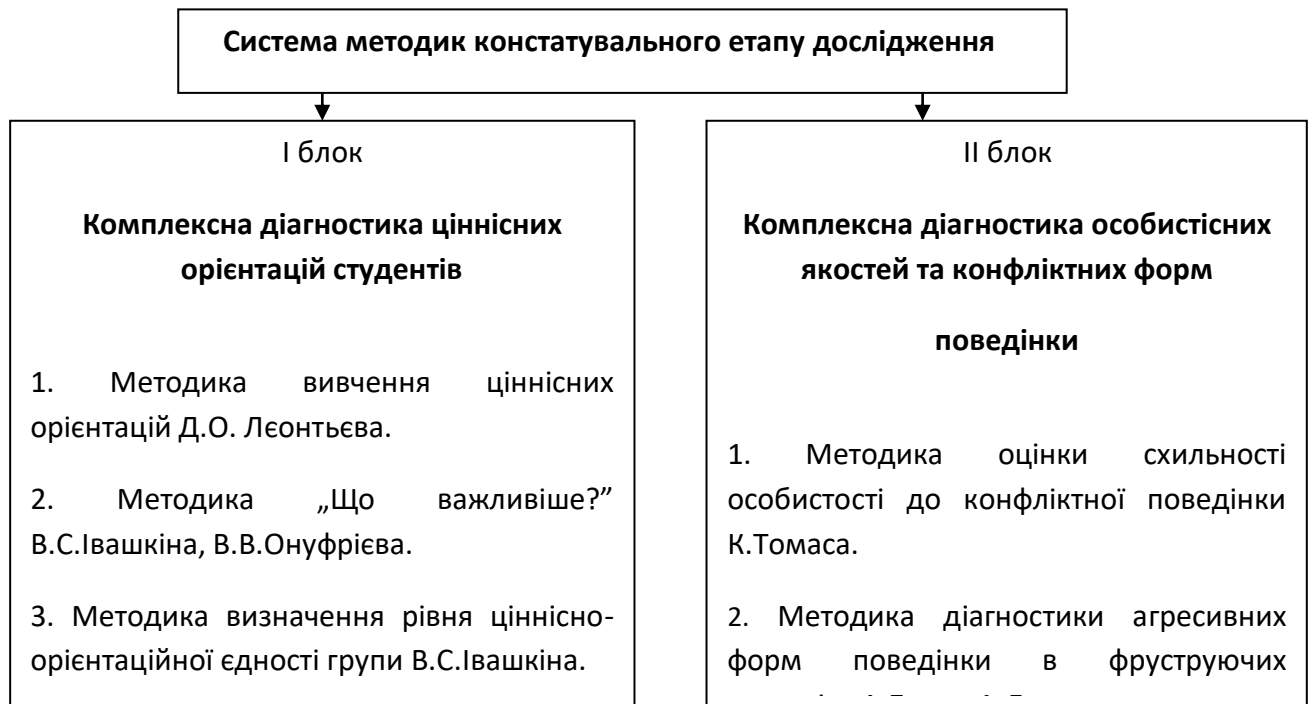 Система методик констатувального етапу дослідження
І блок
Комплексна діагностика ціннісних
орієнтацій студентів
1. Методика вивчення ціннісних
орієнтацій Д.О. Лєонтьєва.
2. Методика „Що важливіше?”
В.С.Івашкіна, В.В.Онуфрієва.
3. Методика визначення рівня ціннісно-
орієнтаційної єдності групи В.С.Івашкіна.
ІІ блок
Комплексна діагностика особистісних
якостей та конфліктних форм
поведінки
1. Методика оцінки схильності
особистості до конфліктної поведінки
К.Томаса.
2. Методика діагностики агресивних
форм поведінки в фруструючих